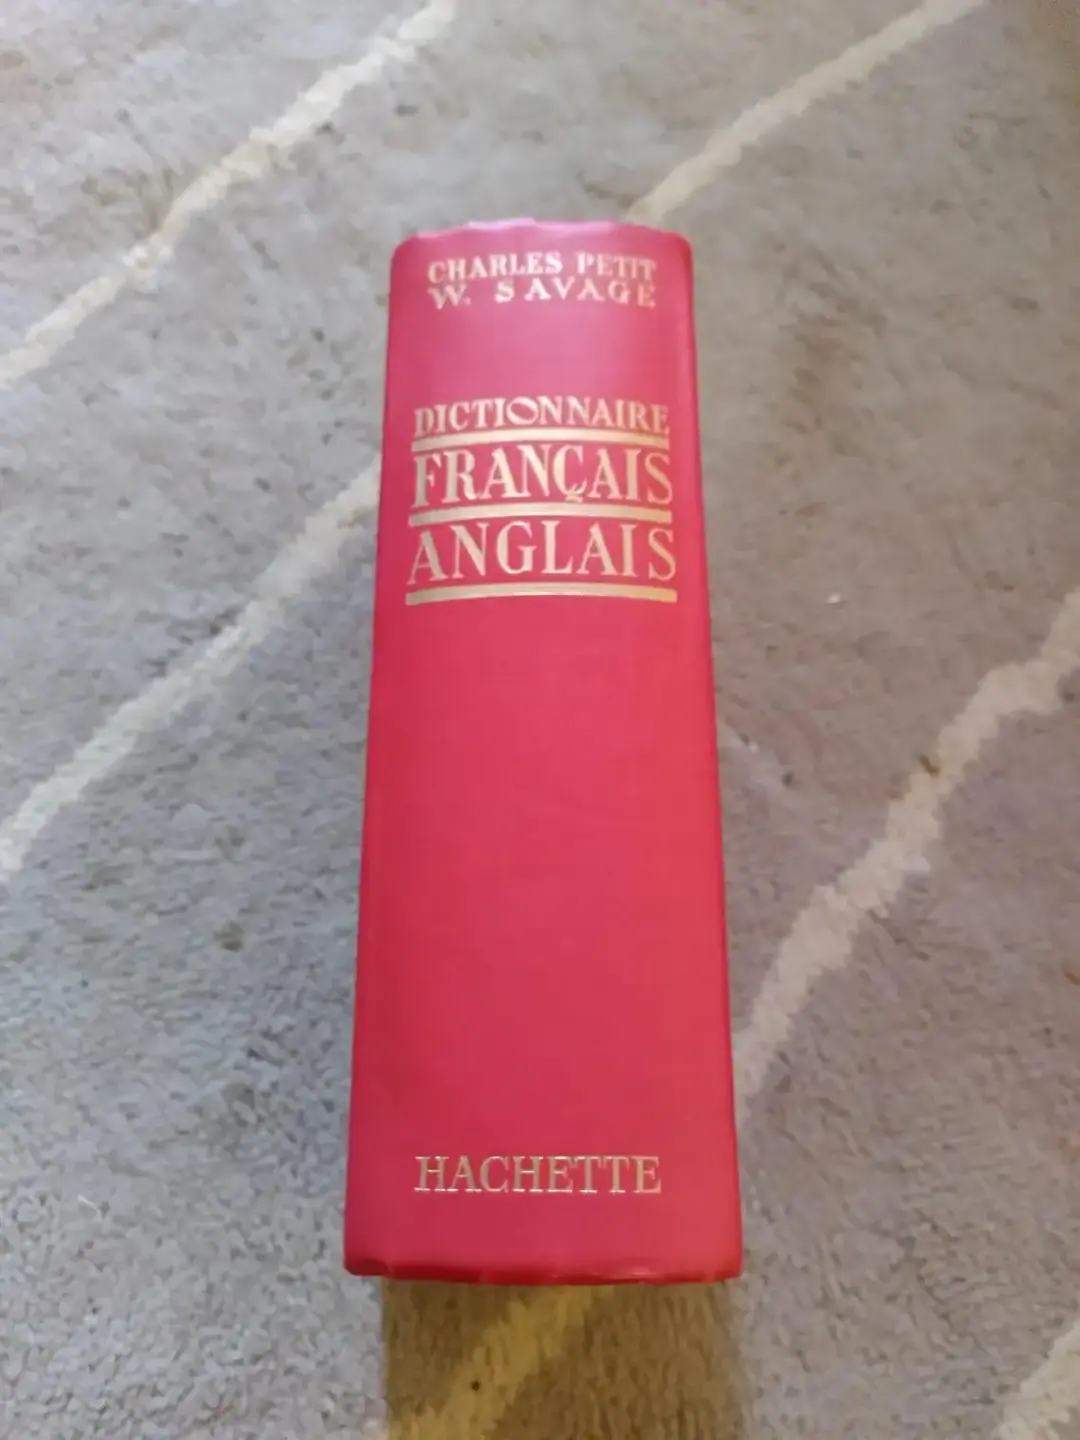 CHARLES PETIT
W. SAVAGE
DICTIONNAIRE
FRANÇAIS
ANGLAIS
HACHETTE